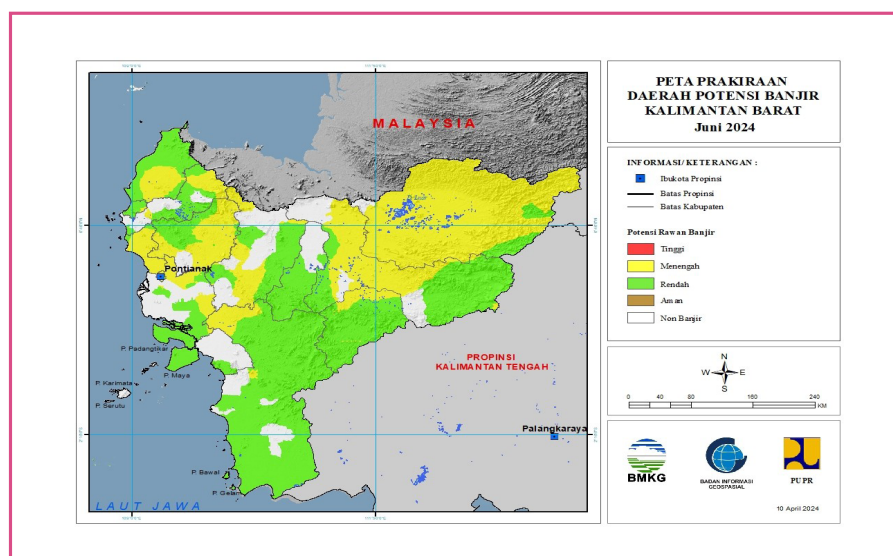 PETA PRAKIRAAN
DAERAH POTENSI BANJIR
KALIMANTAN BARAT
Juni 2024
INFORMASI/KETERANGAN :
Ibukota Propinsi
Batas Propinsi
Batas Kabupaten
Potensi Rawan Banjir
Tinggi
Menengah
Rendah
Aman
Non Banjir
N
W E
S
0 40 80 160 240
KM
BMKG
BADAN INFORMASI
GEOSPASIAL
PUPR
10 April 2024
MALAYSIA
Pontianak
P. Padangtikar
P. Maya
P. Karimata
P. Serutu
PROPINSI
KALIMANTAN TENGAH
Palangkaraya
P. Bawal
P. Gelam
LAUT JAWA